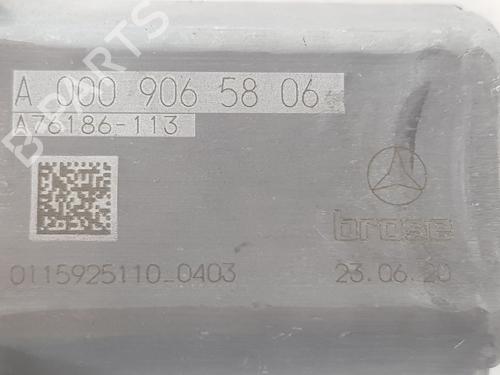 A 000 906 58 06
A76186-113
brose
0115925110_0403
23.06.20
B PARTS